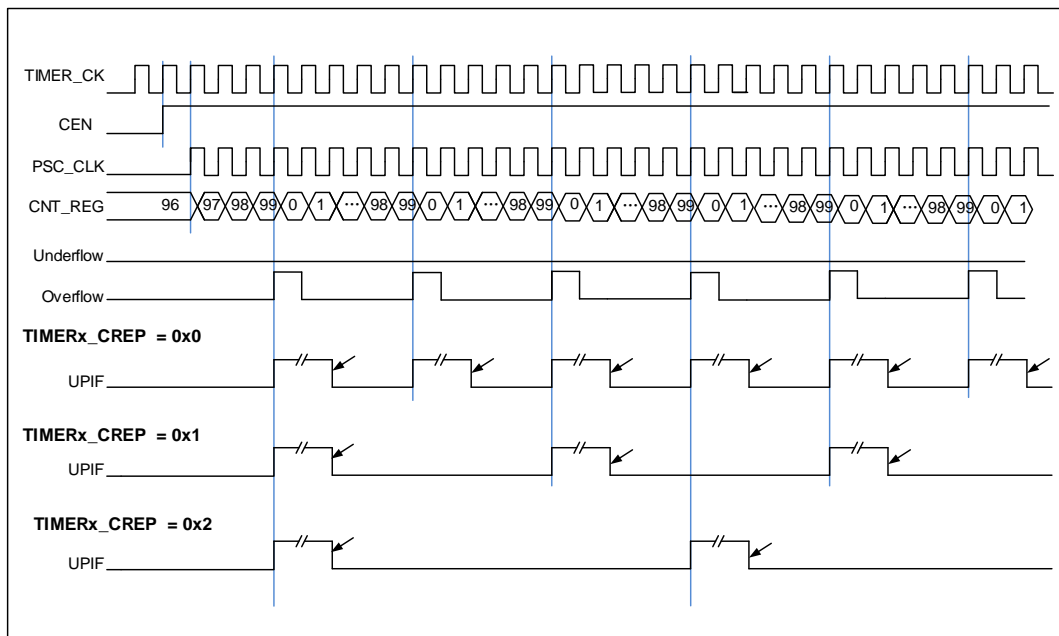 TIMER_CK
CEN
PSC_CLK
CNT_REG 96 97 98 99 0 1 ... 98 99 0 1 ... 98 99 0 1 ... 98 99 0 1 ... 98 99 0 1 ... 98 99 0 1
Underflow
Overflow
TIMERx_CREP = 0x0
UPIF
TIMERx_CREP = 0x1
UPIF
TIMERx_CREP = 0x2
UPIF